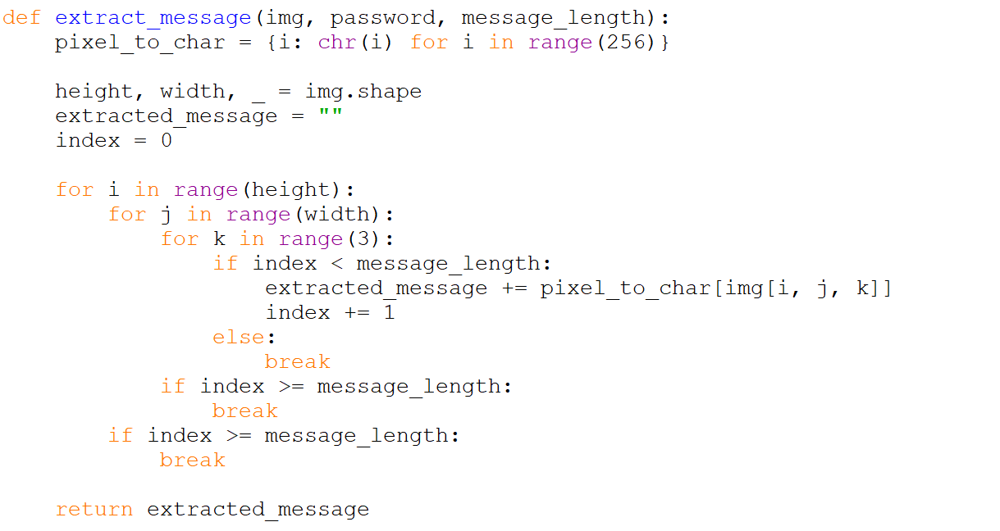 def extract_message(img, password, message_length):
    pixel_to_char = {i: chr(i) for i in range(256)}

    height, width, _ = img.shape
    extracted_message = ""
    index = 0

    for i in range(height):
        for j in range(width):
            for k in range(3):
                if index < message_length:
                    extracted_message += pixel_to_char[img[i, j, k]]
                    index += 1
                else:
                    break
            if index >= message_length:
                break
        if index >= message_length:
            break

    return extracted_message